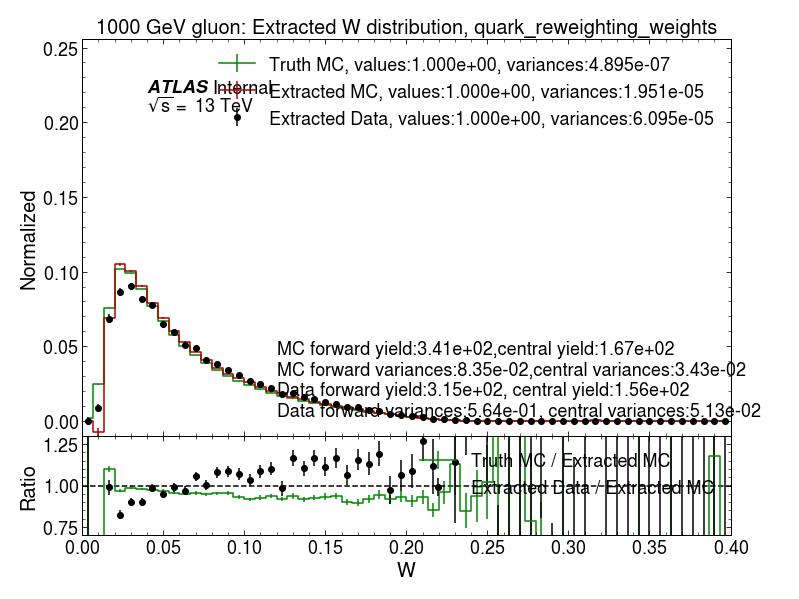 1000 GeV gluon: Extracted W distribution, quark_reweighting_weights
Truth MC, values:1.000e+00, variances:4.895e-07
ATLAS Internal
Extracted MC, values:1.000e+00, variances:1.951e-05
√s = 13 TeV
Extracted Data, values:1.000e+00, variances:6.095e-05
0.25
0.20
0.15
0.10
0.05
0.00
Normalized
MC forward yield:3.41e+02,central yield:1.67e+02
MC forward variances:8.35e-02,central variances:3.43e-02
Data forward yield:3.15e+02, central yield:1.56e+02
Data forward variances:5.64e-01, central variances:5.13e-02
1.25
1.00
0.75
Ratio
Truth MC / Extracted MC
Extracted Data / Extracted MC
0.00 0.05 0.10 0.15 0.20 0.25 0.30 0.35 0.40
W